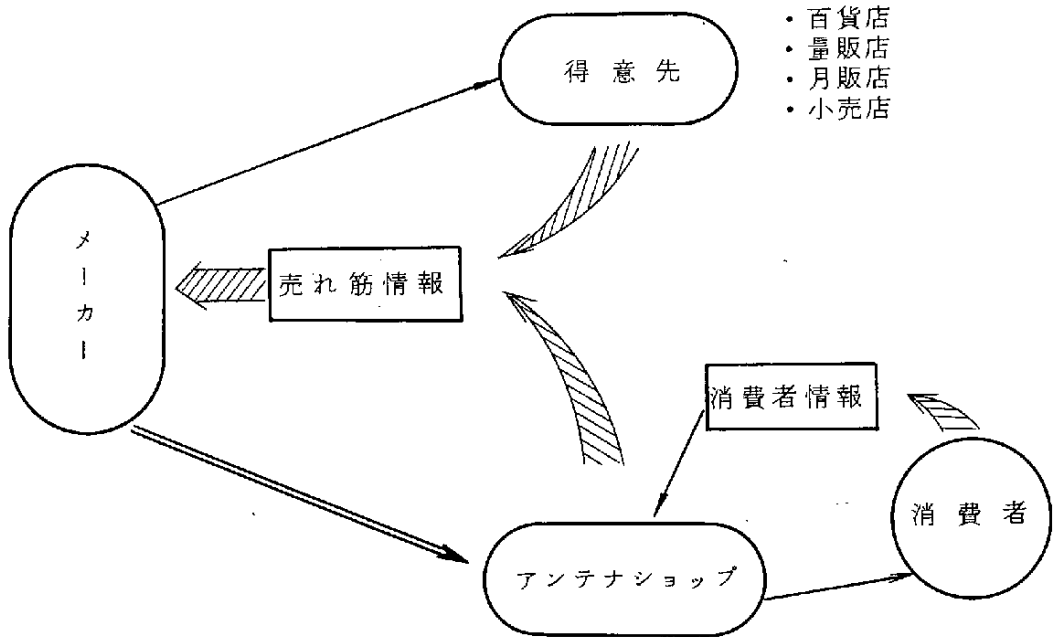 得意先
・百貨店
・量販店
・月販店
・小売店
メーカー
売れ筋情報
消費者情報
消費者
アンテナショップ